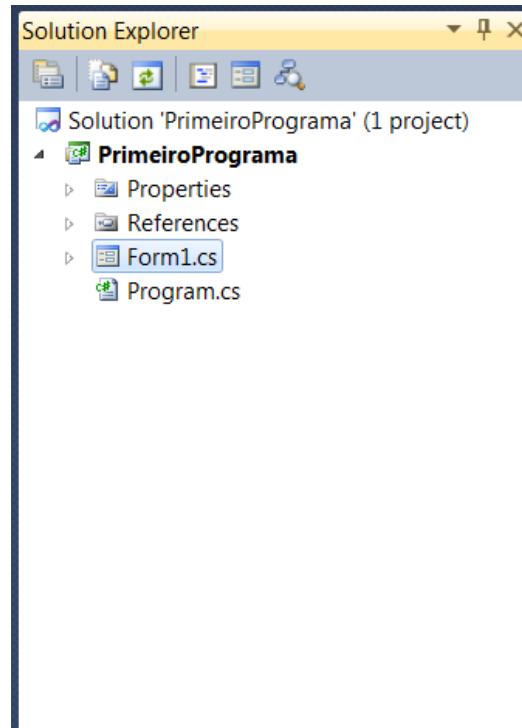 Solution Explorer
Solution 'PrimeiroPrograma' (1 project)
PrimeiroPrograma
Properties
References
Form1.cs
Program.cs